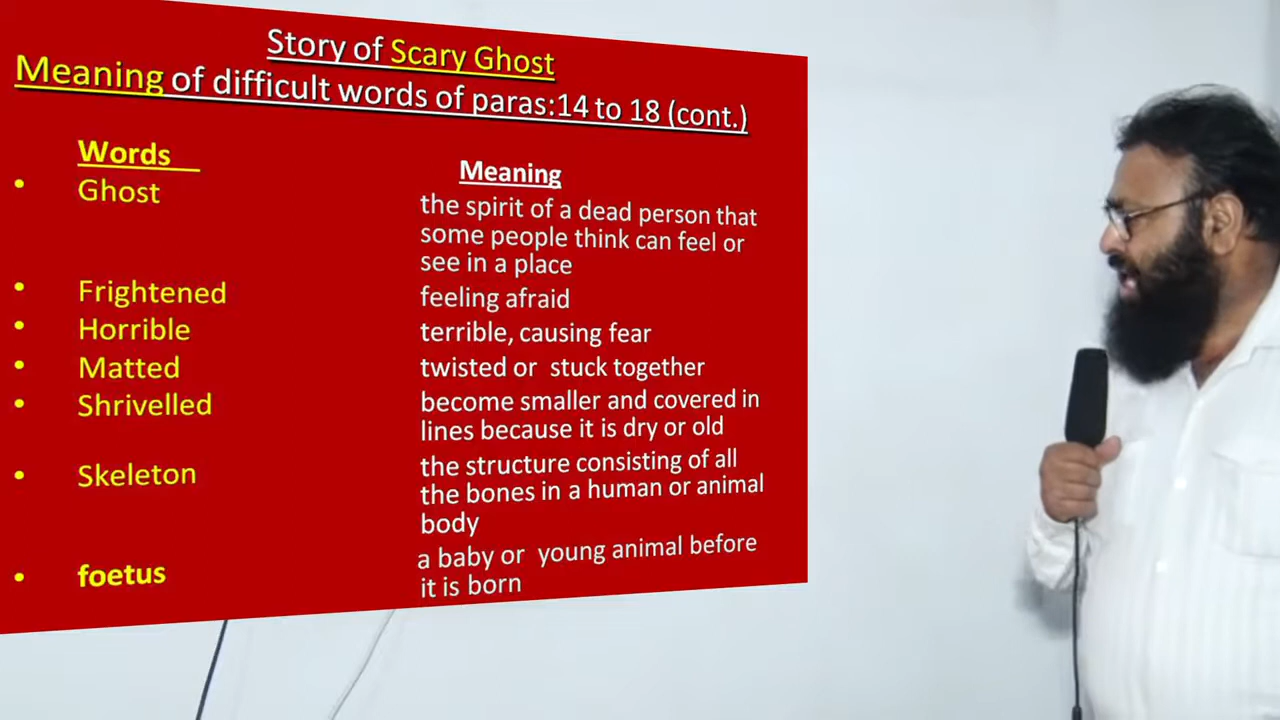 Story of Scary Ghost
Meaning of difficult words of paras:14 to 18 (cont.)
Words Meaning
• Ghost the spirit of a dead person that
some people think can feel or
see in a place
• Frightened feeling afraid
• Horrible terrible, causing fear
• Matted twisted or stuck together
• Shrivelled become smaller and covered in
lines because it is dry or old
• Skeleton the structure consisting of all
the bones in a human or animal
body
• foetus a baby or young animal before
it is born